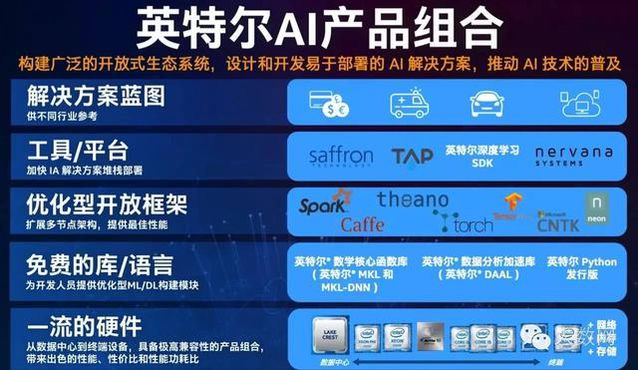 英特尔AI产品组合
构建广泛的开放式生态系统，设计和开发易于部署的 AI 解决方案，推动 AI 技术的普及
解决方案蓝图
供不同行业参考
工具/平台
加快 IA 解决方案堆栈部署
saffron
TECHNOLOGY
TAP
英特尔深度学习
SDK
nervana
SYSTEMS
优化型开放框架
扩展多节点架构，提供最佳性能
Spark
Caffe
theano
torch
Microsoft
CNTK
n
neon
免费的库/语言
为开发人员提供优化型ML/DL构建模块
英特尔® 数学核心函数库
（英特尔® MKL 和
MKL-DNN ）
英特尔® 数据分析加速库
（英特尔® DAAL ）
英特尔 Python
发行版
一流的硬件
从数据中心到终端设备，具备极高兼容性的产品组合，
带来出色的性能、性价比和性能功耗比
LAKE
CREST
XEON PHI
XEON
+ 网络
+ 内存
+ 存储
数据中心
终端